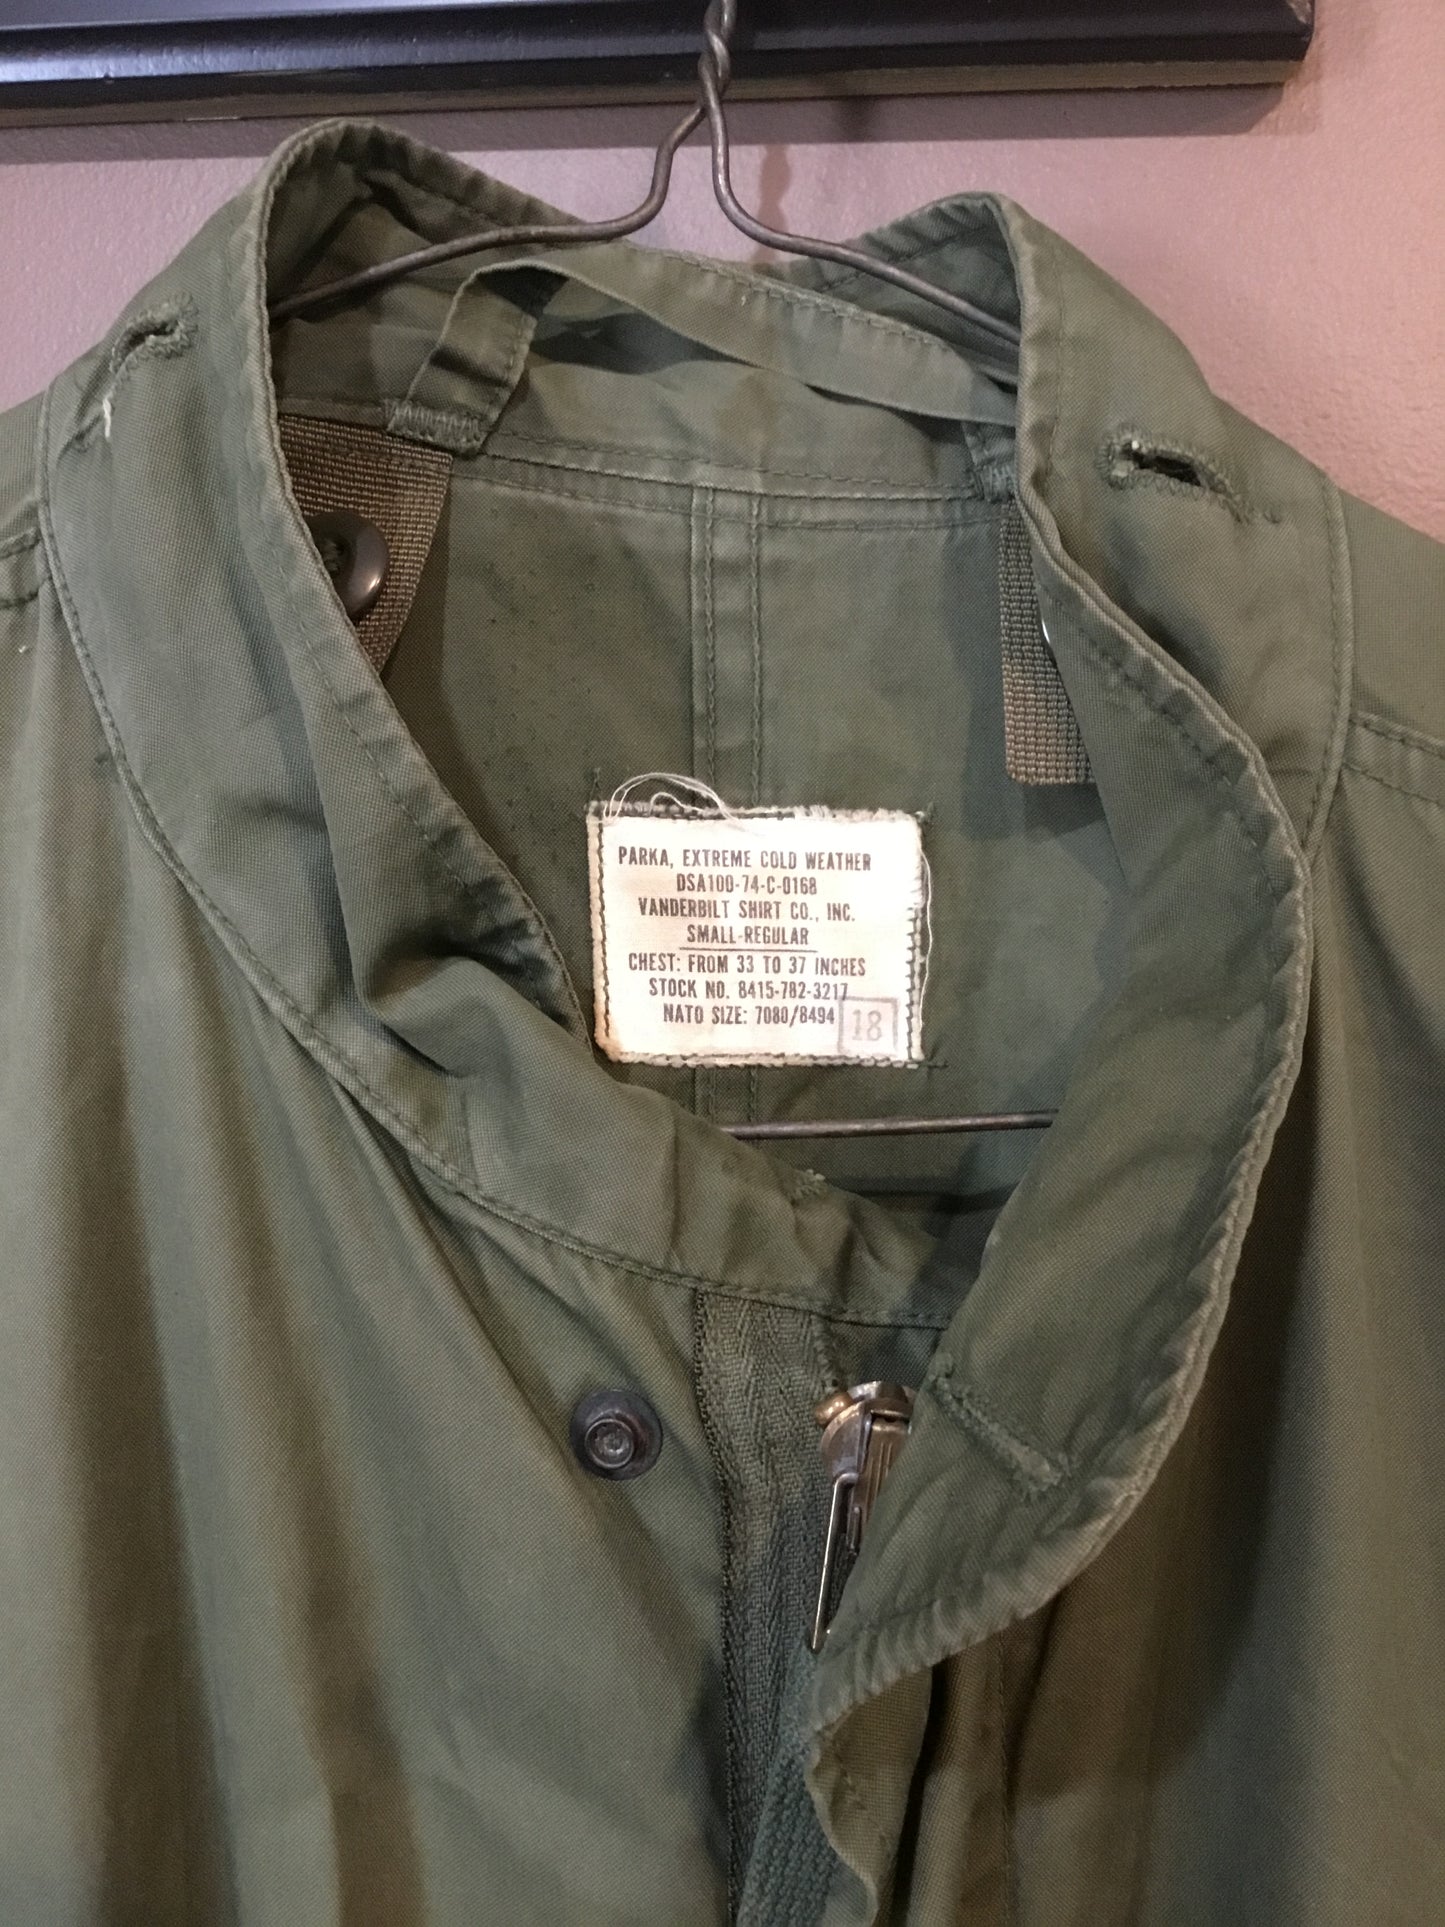 PARKA, EXTREME COLD WEATHER
DSA100-74-C-0168
VANDERBILT SHIRT CO., INC.
SMALL-REGULAR
CHEST: FROM 33 TO 37 INCHES
STOCK NO. 8415-782-3217
NATO SIZE: 7080/8494 18